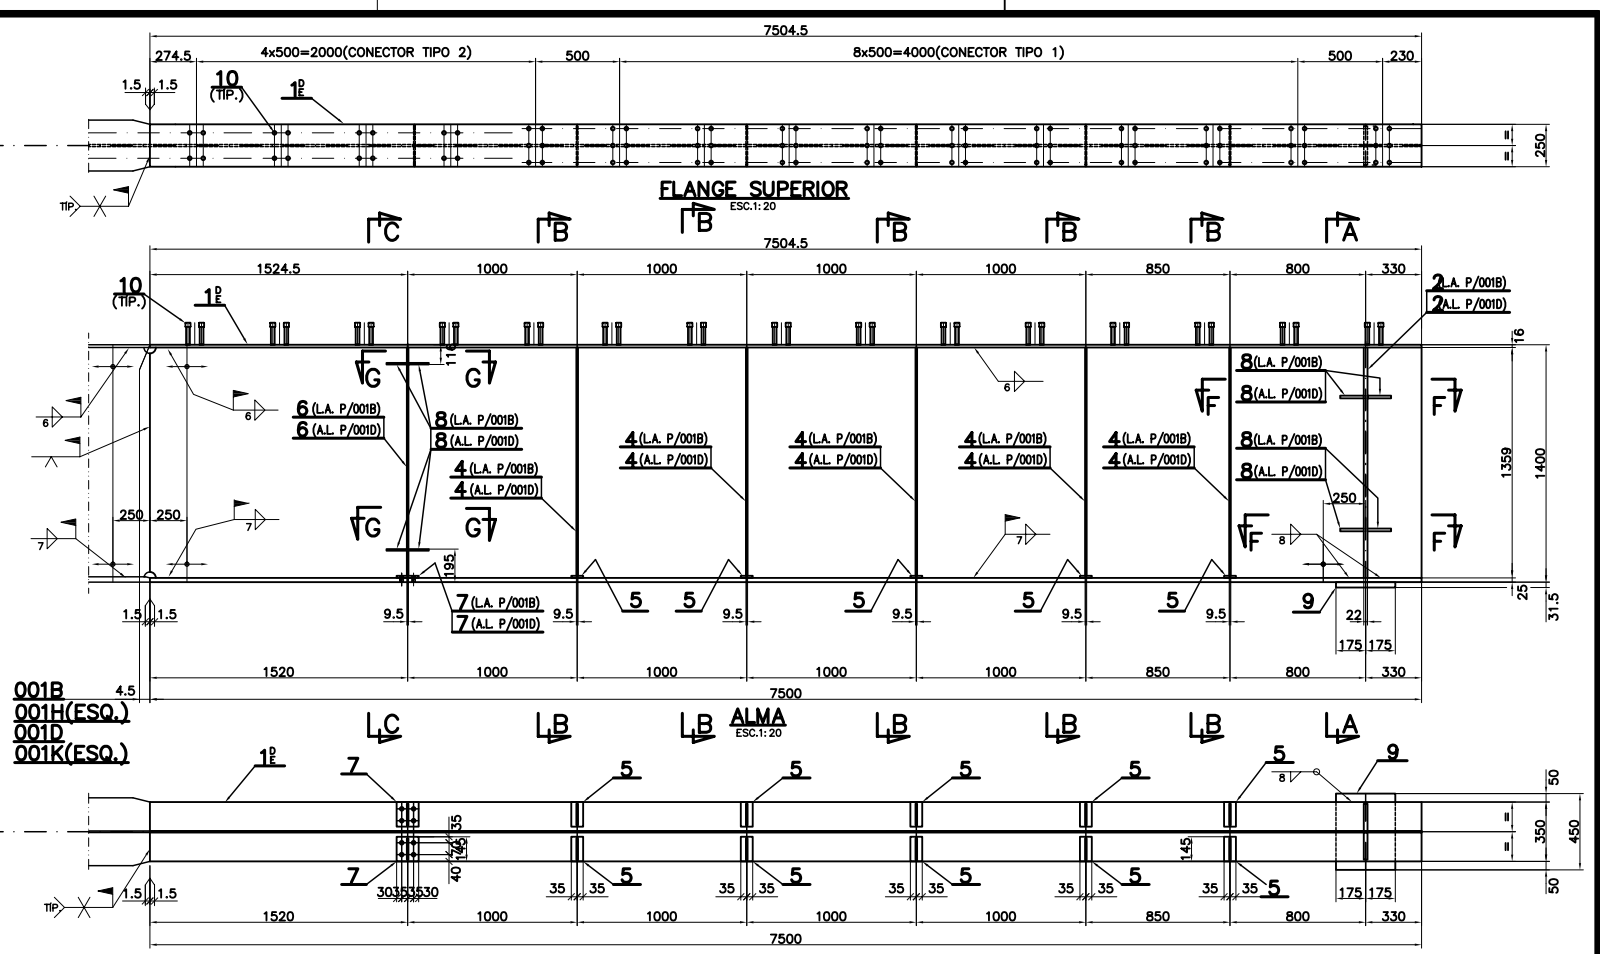 7504.5
274.5 4x500=2000(CONECTOR TIPO 2) 500 8x500=4000(CONECTOR TIPO 1) 500 230
1.5 1.5 10 (TIP.) 1 D E
= = 250
TIP.
FLANGE SUPERIOR
ESC.1:20
C B B B B B A
7504.5
1524.5 1000 1000 1000 1000 850 800 330
10 (TIP.) 1 D E
2(L.A. P/001B)
2(A.L. P/001D)
16
116
G G
8(L.A. P/001B)
8(A.L. P/001D)
F F
6 6 6
6(L.A. P/001B)
6(A.L. P/001D)
8(L.A. P/001B)
8(A.L. P/001D)
4(L.A. P/001B)
4(A.L. P/001D)
4(L.A. P/001B)
4(A.L. P/001D)
4(L.A. P/001B)
4(A.L. P/001D)
4(L.A. P/001B)
4(A.L. P/001D)
4(L.A. P/001B)
4(A.L. P/001D)
8(L.A. P/001B)
8(A.L. P/001D)
1359 1400
250 250 250
G G F F
7 7 7 8
195
7(L.A. P/001B)
7(A.L. P/001D)
5 5 5 5 5 9
25 31.5
1.5 1.5 9.5 9.5 9.5 9.5 9.5 9.5 22
175 175
1520 1000 1000 1000 1000 850 800 330
4.5 7500
001B
001H(ESQ.)
001D
001K(ESQ.)
C B B B B B A
ALMA
ESC.1:20
1 D E 7 5 5 5 5 5 9
8
50
35
70
145
40
145
= = 350 450
50
7 5 5 5 5 5
TIP.
1.5 1.5 30 35 35 30 35 35 35 35 35 35 35 35 35 35 175 175
1520 1000 1000 1000 1000 850 800 330
7500